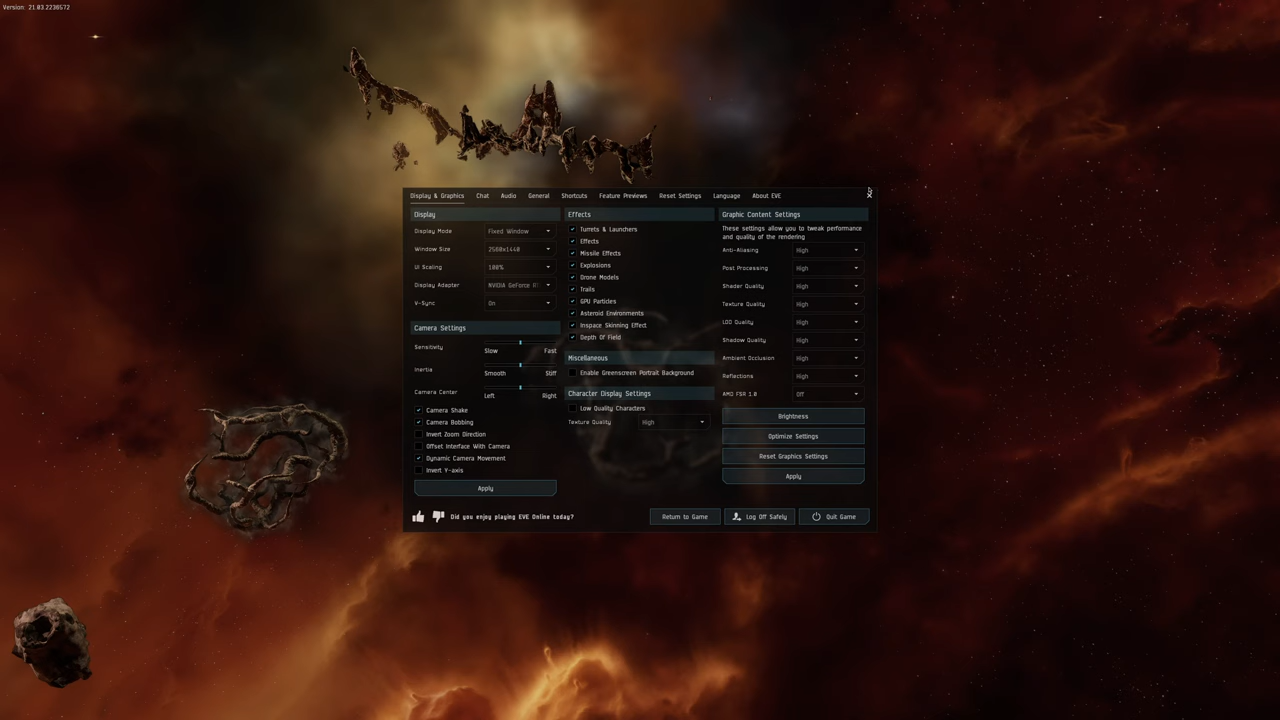 Version: 21.03.2236572
Display & Graphics Chat Audio General Shortcuts Feature Previews Reset Settings Language About EVE
Display
Display Mode Fixed Window
Window Size 2560x1440
UI Scaling 100%
Display Adapter NVIDIA GeForce R
V-Sync On
Camera Settings
Sensitivity
Slow Fast
Inertia
Smooth Stiff
Camera Center
Left Right
Camera Shake
Camera Bobbing
Invert Zoom Direction
Offset Interface With Camera
Dynamic Camera Movement
Invert Y-axis
Apply
Effects
Turrets & Launchers
Effects
Missile Effects
Explosions
Drone Models
Trails
GPU Particles
Asteroid Environments
Inspace Skinning Effect
Depth Of Field
Miscellaneous
Enable Greenscreen Portrait Background
Character Display Settings
Low Quality Characters
Texture Quality High
Graphic Content Settings
These settings allow you to tweak performance
and quality of the rendering
Anti-Aliasing High
Post Processing High
Shader Quality High
Texture Quality High
LOD Quality High
Shadow Quality High
Ambient Occlusion High
Reflections High
AMD FSR 1.0 Off
Brightness
Optimize Settings
Reset Graphics Settings
Apply
Did you enjoy playing EVE Online today?
Return to Game Log Off Safely Quit Game